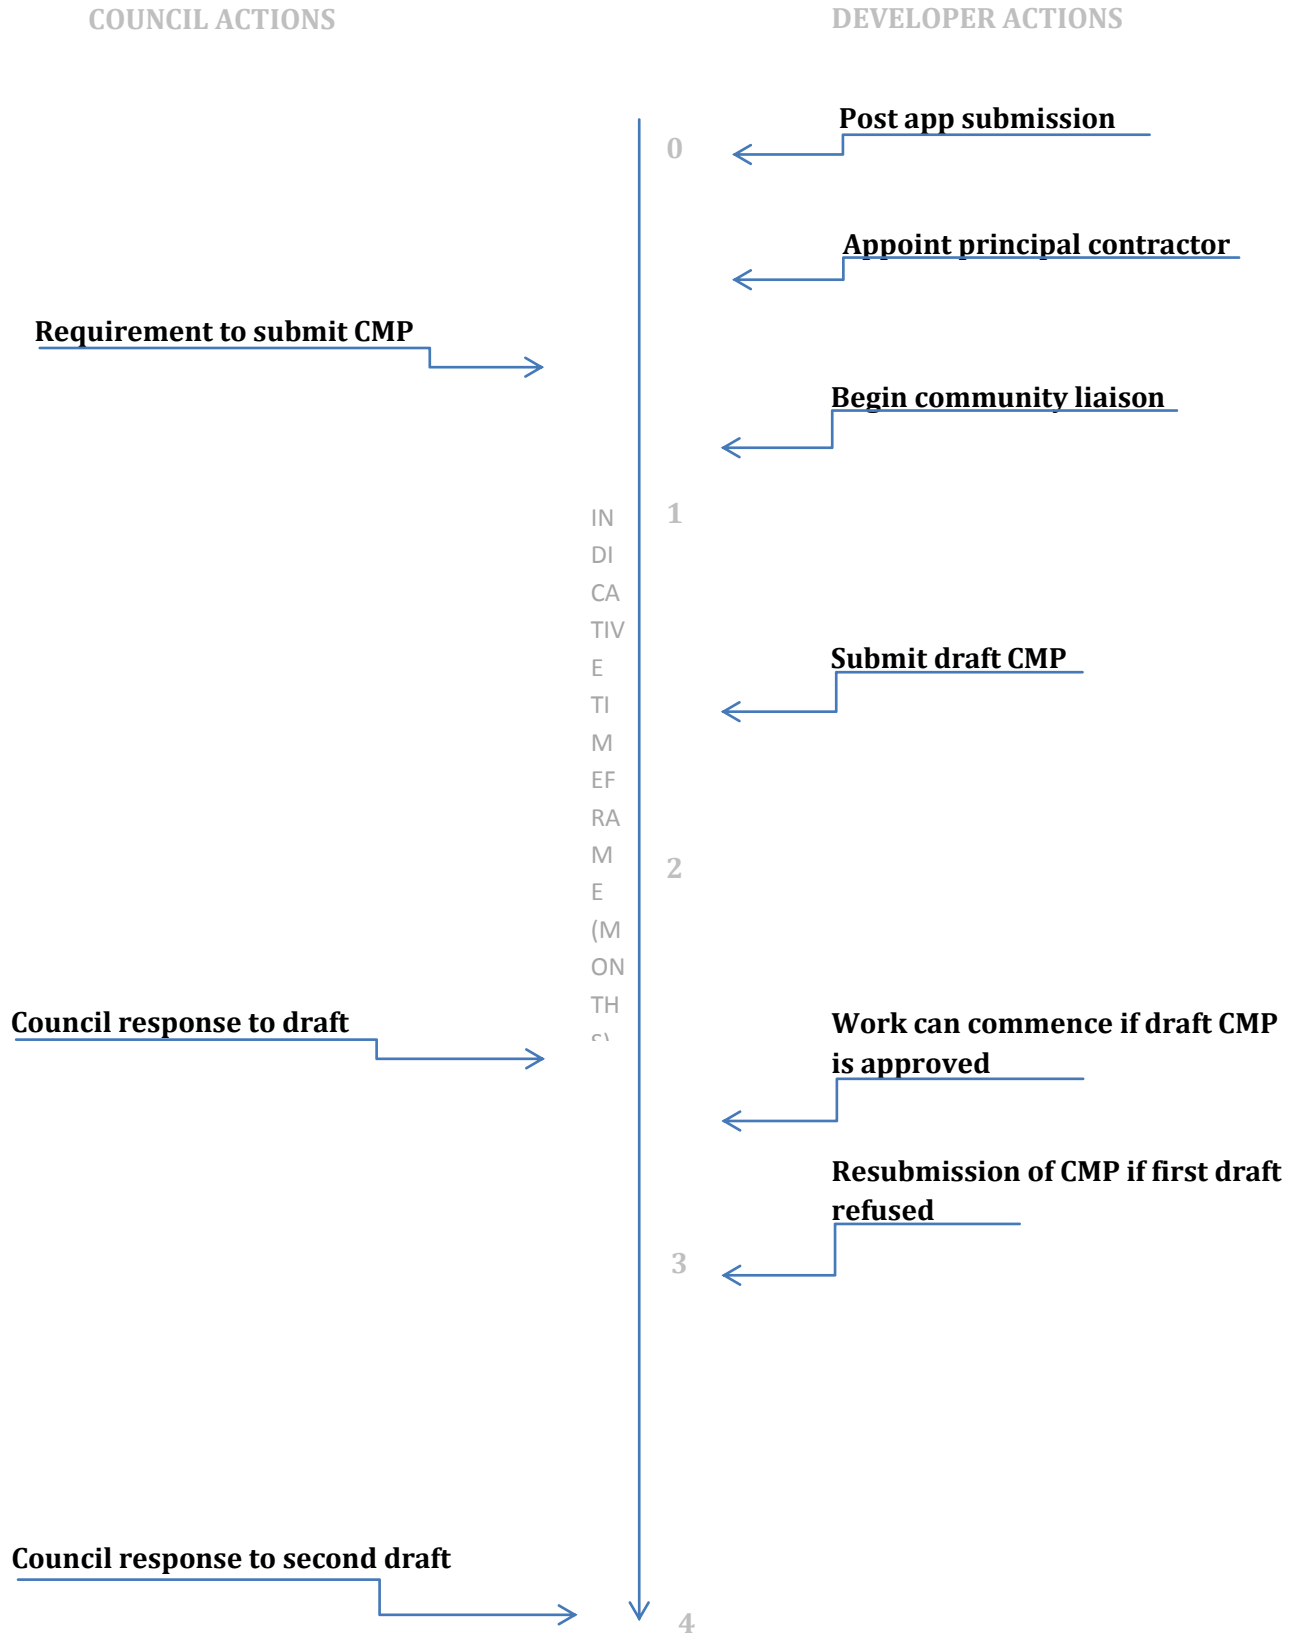 COUNCIL ACTIONS
DEVELOPER ACTIONS
Post app submission
0
Appoint principal contractor
Requirement to submit CMP
Begin community liaison
1
IN
DI
CA
TIV
E
TI
M
EF
RA
M
E
(M
ON
TH
S)
Submit draft CMP
2
Council response to draft
Work can commence if draft CMP
is approved
Resubmission of CMP if first draft
refused
3
Council response to second draft
4